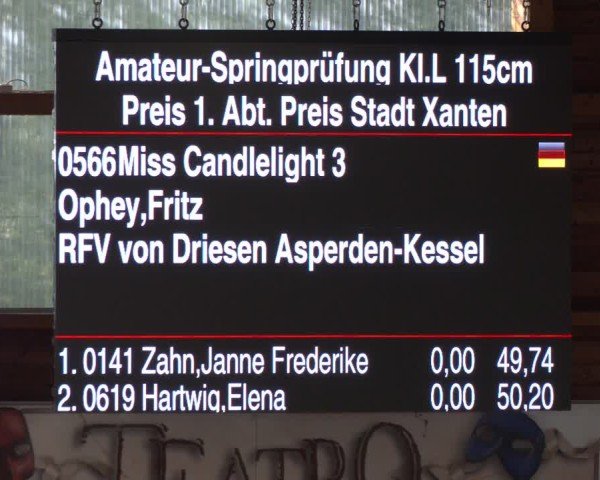 Amateur-Springprüfung Kl.L 115cm
Preis 1. Abt. Preis Stadt Xanten
0566Miss Candlelight 3
Ophey,Fritz
RFV von Driesen Asperden-Kessel
1. 0141 Zahn,Janne Frederike 0,00 49,74
2. 0619 Hartwig,Elena 0,00 50,20
TEATRO